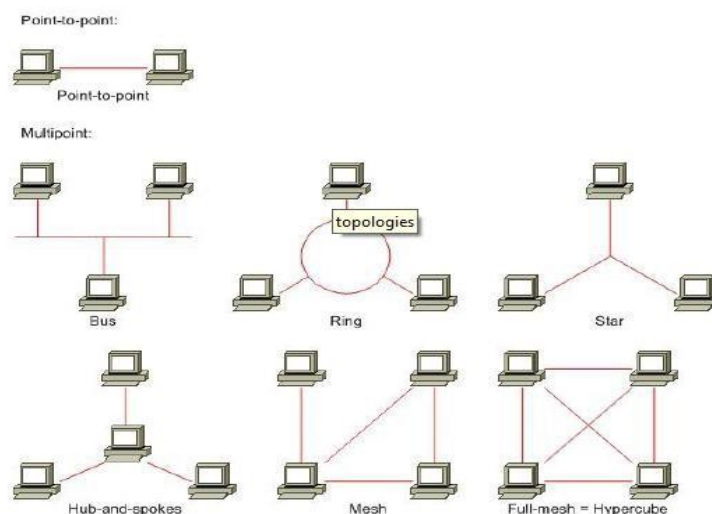 Point-to-point:
Point-to-point
Multipoint:
topologies
Bus
Ring
Star
Hub-and-spokes
Mesh
Full-mesh = Hypercube